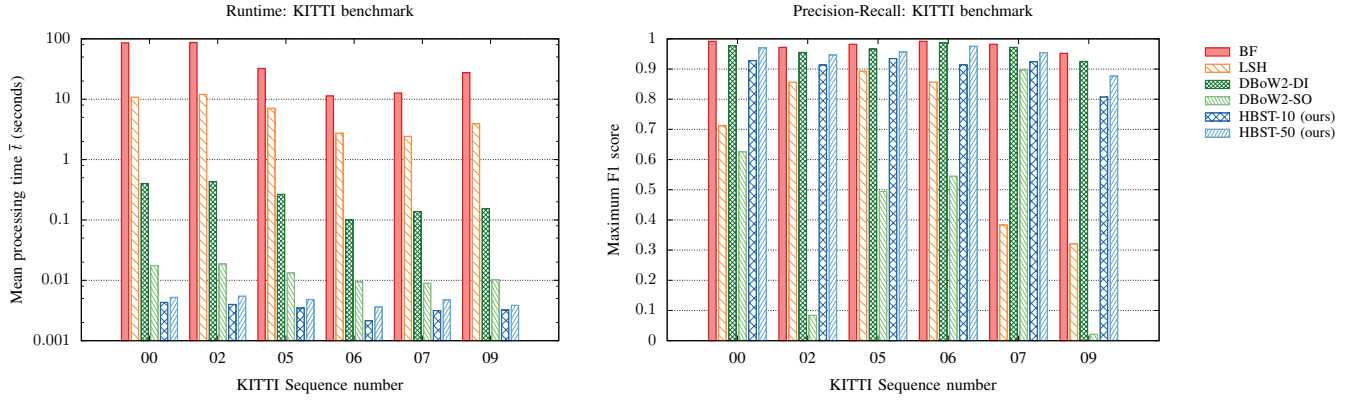 Runtime: KITTI benchmark
Mean processing time t̄ (seconds)
100
10
1
0.1
0.01
0.001
00 02 05 06 07 09
KITTI Sequence number
Precision-Recall: KITTI benchmark
Maximum F1 score
1
0.9
0.8
0.7
0.6
0.5
0.4
0.3
0.2
0.1
0
00 02 05 06 07 09
KITTI Sequence number
BF
LSH
DBoW2-DI
DBoW2-SO
HBST-10 (ours)
HBST-50 (ours)